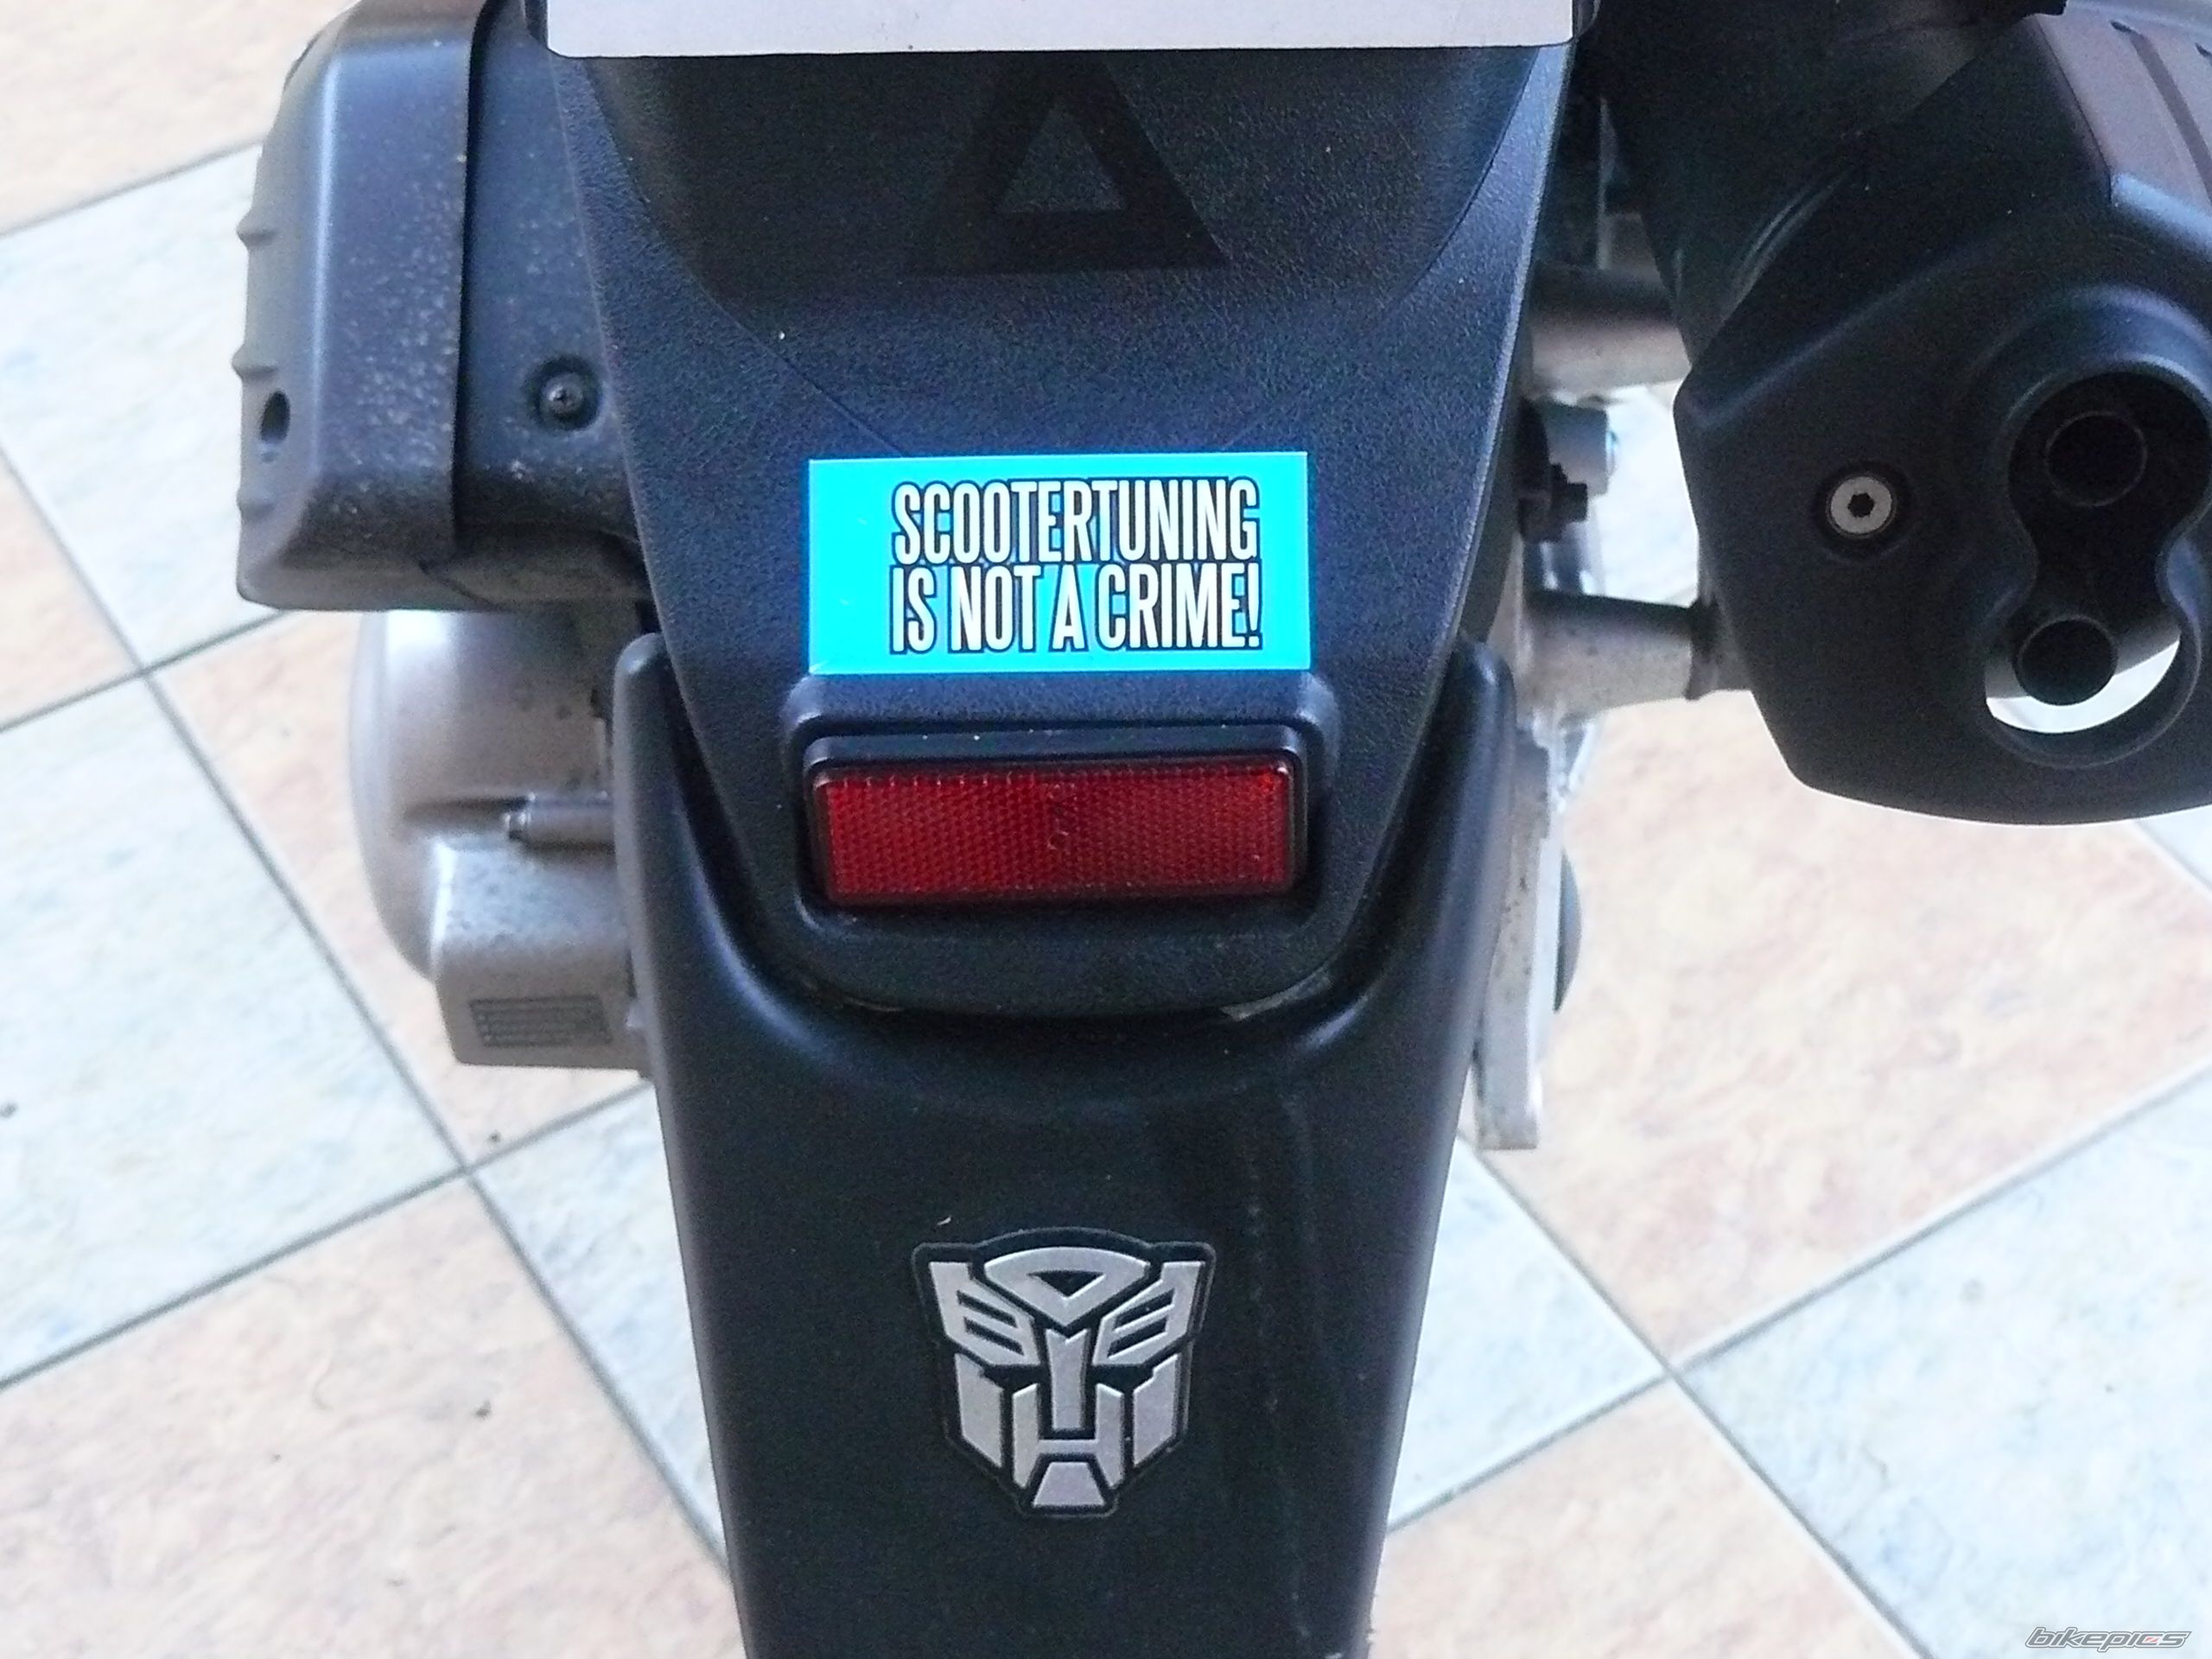 SCOOTERTUNING
IS NOT A CRIME!
bikepics